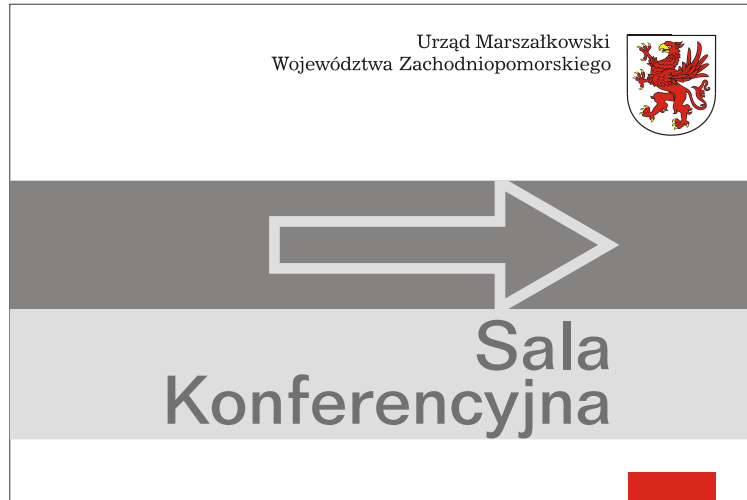 Urząd Marszałkowski
Województwa Zachodniopomorskiego
Sala
Konferencyjna